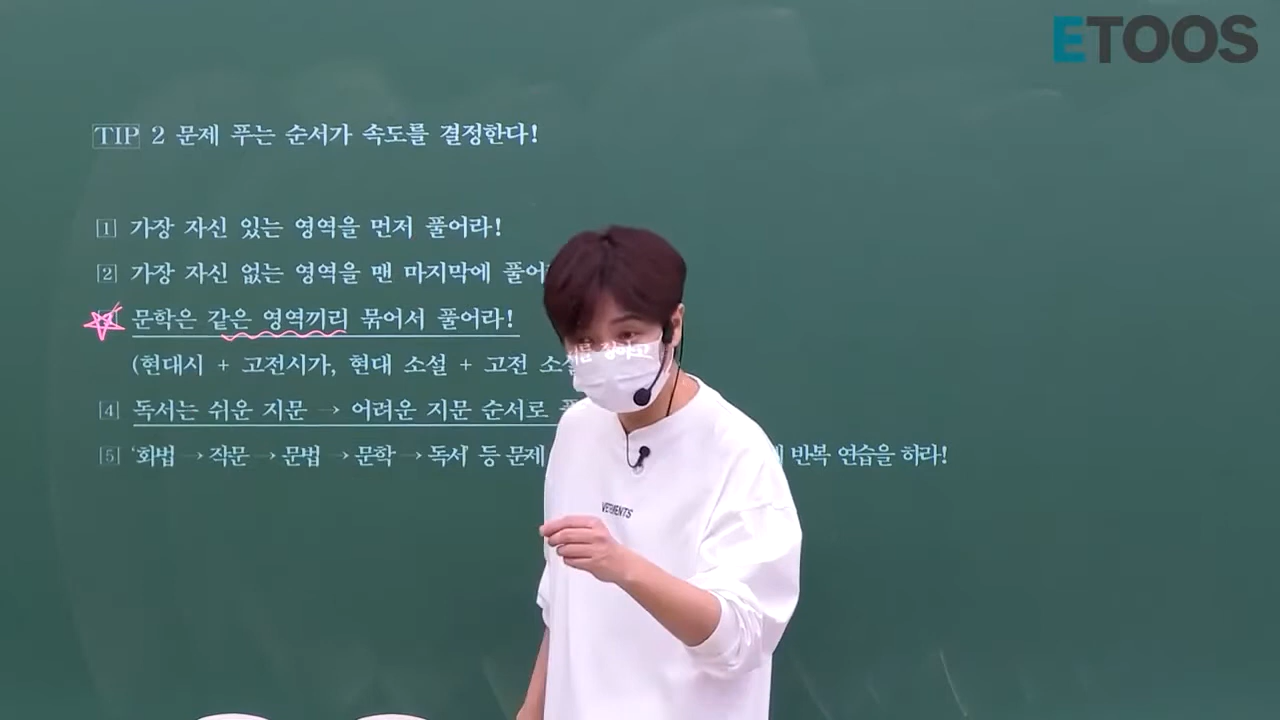 ETOOS
TIP 2 문제 푸는 순서가 속도를 결정한다!
1 가장 자신 있는 영역을 먼저 풀어라!
2 가장 자신 없는 영역을 맨 마지막에 풀어
문학은 같은 영역끼리 묶어서 풀어라!
(현대시 + 고전시가, 현대 소설 + 고전 소설
4 독서는 쉬운 지문 → 어려운 지문 순서로
5 '회법 → 작문 → 문법 → 문학 → 독서' 등 문제 반복 연습을 하라!
VETEMENTS